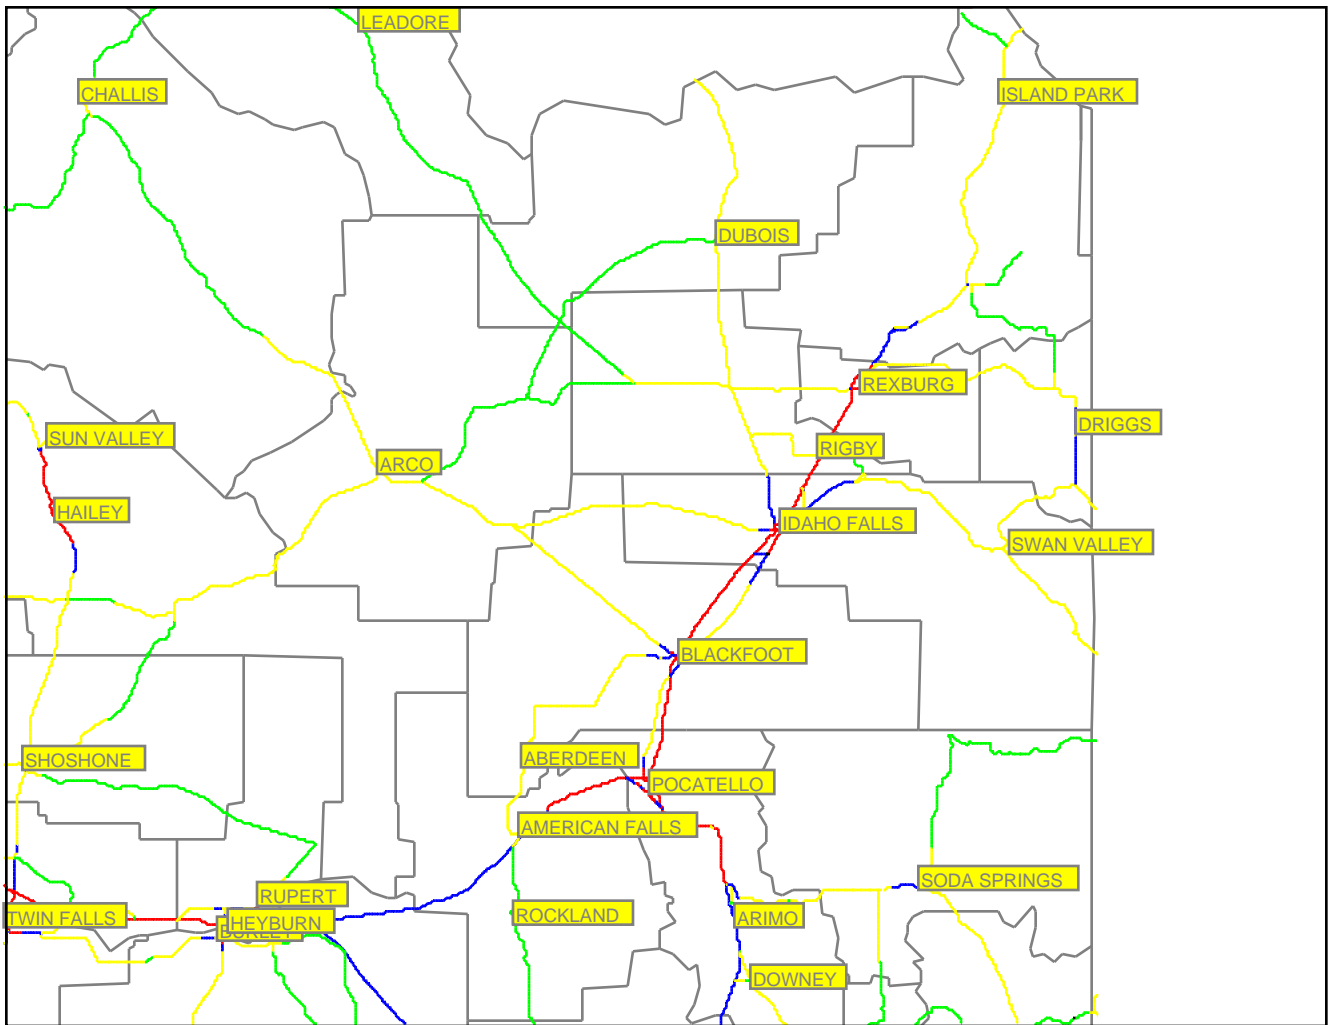 LEADORE
CHALLIS
ISLAND PARK
DUBOIS
REXBURG
DRIGGS
SUN VALLEY
RIGBY
ARCO
HAILEY
IDAHO FALLS
SWAN VALLEY
BLACKFOOT
SHOSHONE
ABERDEEN
POCATELLO
AMERICAN FALLS
SODA SPRINGS
RUPERT
TWIN FALLS
HEYBURN
BURLEY
ROCKLAND
ARIMO
DOWNEY